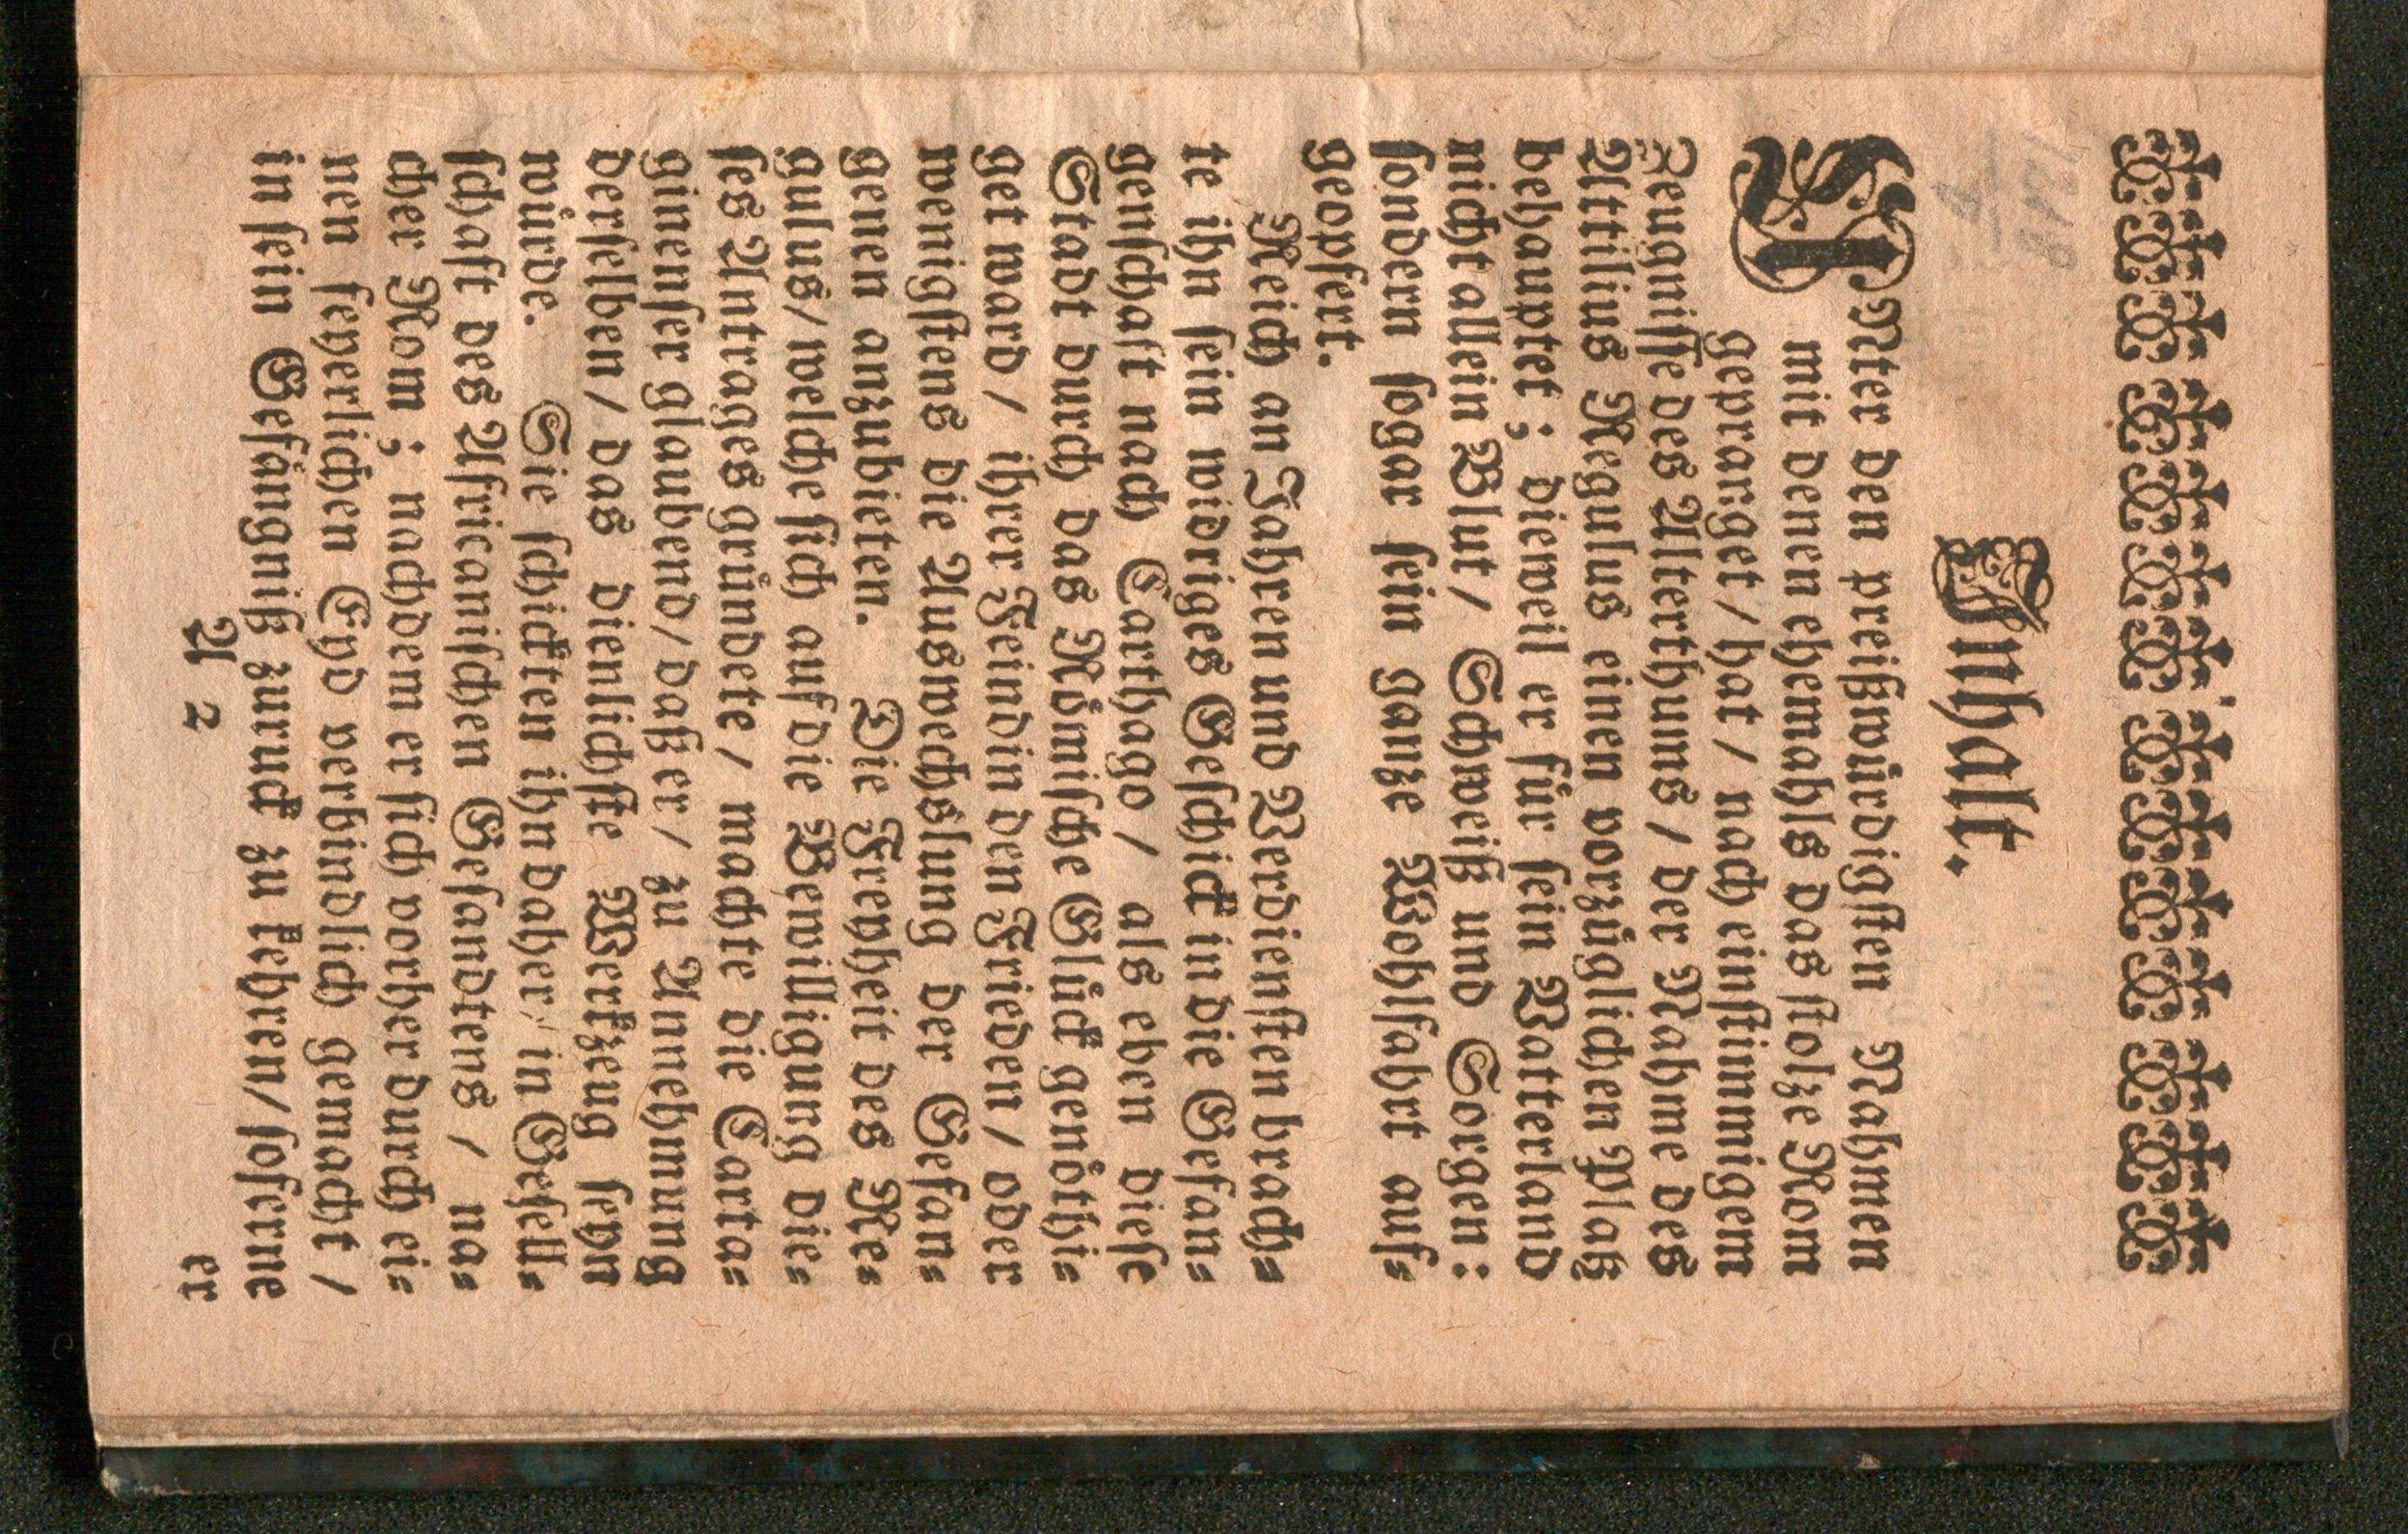 Innhalt.
UNter den preißwürdigsten Nahmen
mit denen ehemahls das stolze Rom
gepranget / hat / nach einstimmigem
Zeugnisse des Alterthums / der Nahme des
Attilius Regulus einen vorzüglichen Platz
behauptet ; dieweil er für sein Vatterland
nicht allein Blut / Schweiß und Sorgen:
sondern sogar sein ganze Wohlfahrt auf⸗
geopfert.
Reich an Jahren und Verdiensten brach⸗
te ihn sein widriges Geschick in die Gefan⸗
genschaft nach Carthago / als eben diese
Stadt durch das Römische Glück genöthi⸗
get ward / ihrer Feindin den Frieden / oder
wenigstens die Auswechslung der Gefan⸗
genen anzubieten. Die Freyheit des Re⸗
gulus / welche sich auf die Bewilligung die⸗
ses Antrages gründete / machte die Carta⸗
ginenser glaubend / daß er / zu Annehmung
derselben / das dienlichste Werkzeug seyn
würde. Sie schickten ihn daher / in Gesell⸗
schaft des Africanischen Gesandtens / na⸗
cher Rom ; nachdem er sich vorher durch ei⸗
nen feyerlichen Eyd verbindlich gemacht /
in sein Gefängniß zuruck zu kehren / soferne
A 2
er